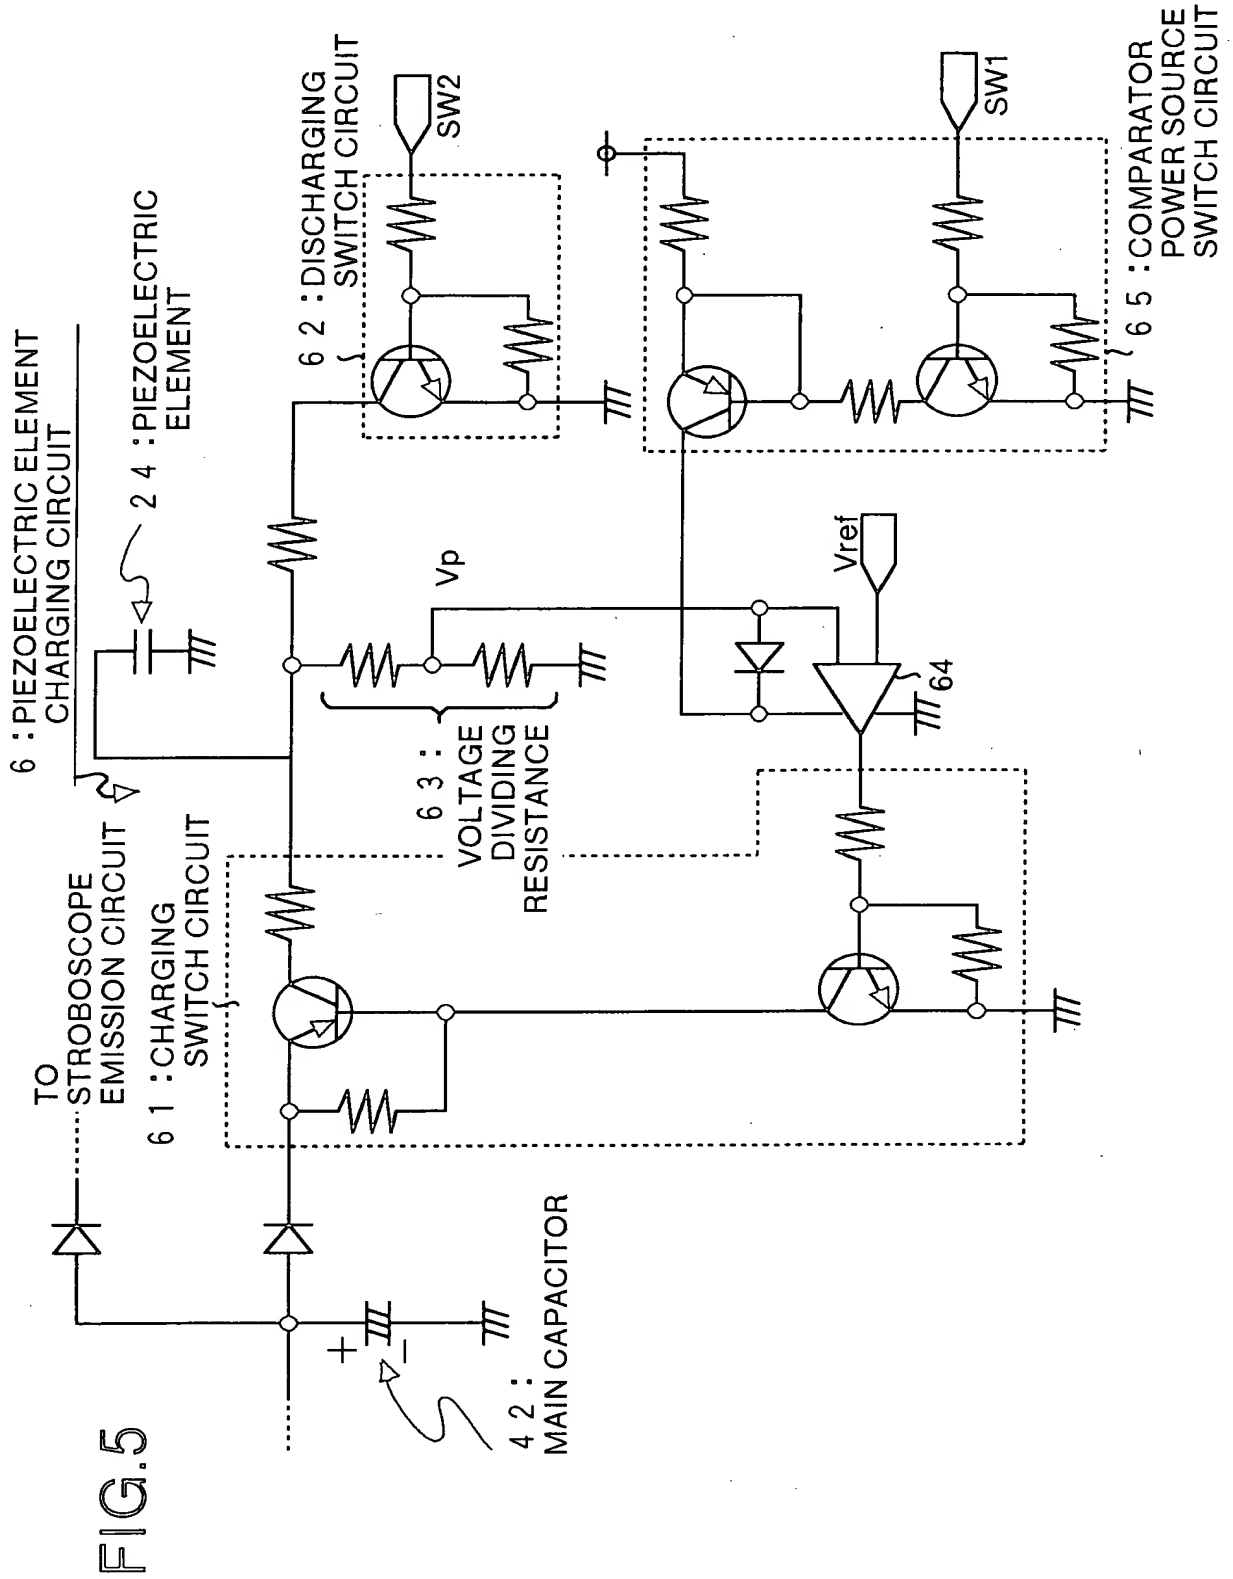 FIG.5
6 : PIEZOELECTRIC ELEMENT
CHARGING CIRCUIT
TO
STROBOSCOPE
EMISSION CIRCUIT
2 4 : PIEZOELECTRIC
ELEMENT
6 1 : CHARGING
SWITCH CIRCUIT
6 2 : DISCHARGING
SWITCH CIRCUIT
SW2
+
−
4 2 :
MAIN CAPACITOR
6 3 :
VOLTAGE
DIVIDING
RESISTANCE
Vp
Vref
64
SW1
6 5 : COMPARATOR
POWER SOURCE
SWITCH CIRCUIT